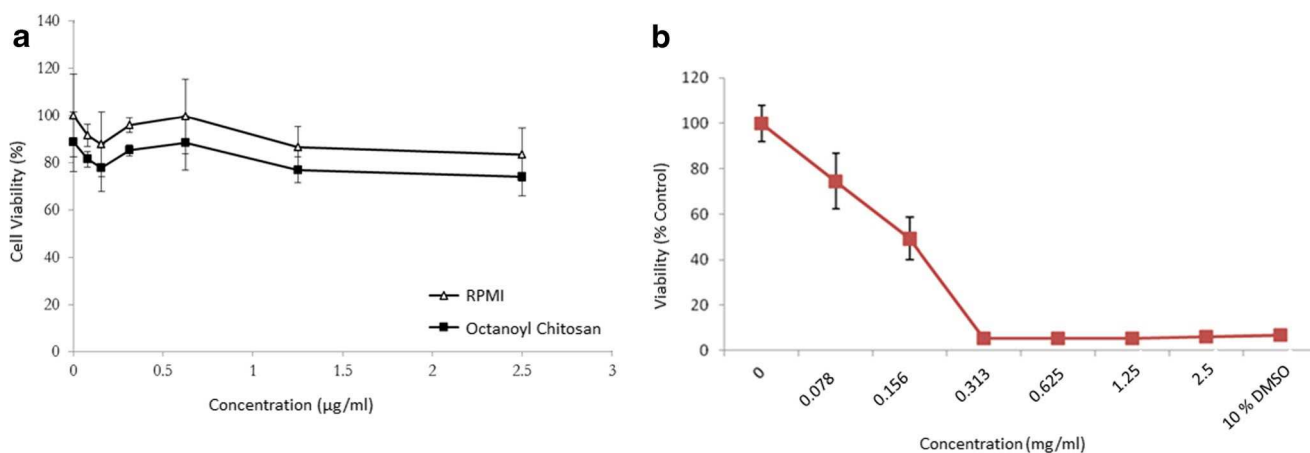 a
140
120
100
80
60
40
20
0
Cell Viability (%)
0 0.5 1 1.5 2 2.5 3
Concentration (µg/ml)
RPMI
Octanoyl Chitosan
b
120
100
80
60
40
20
0
Viability (% Control)
0 0.078 0.156 0.313 0.625 1.25 2.5 10 % DMSO
Concentration (mg/ml)